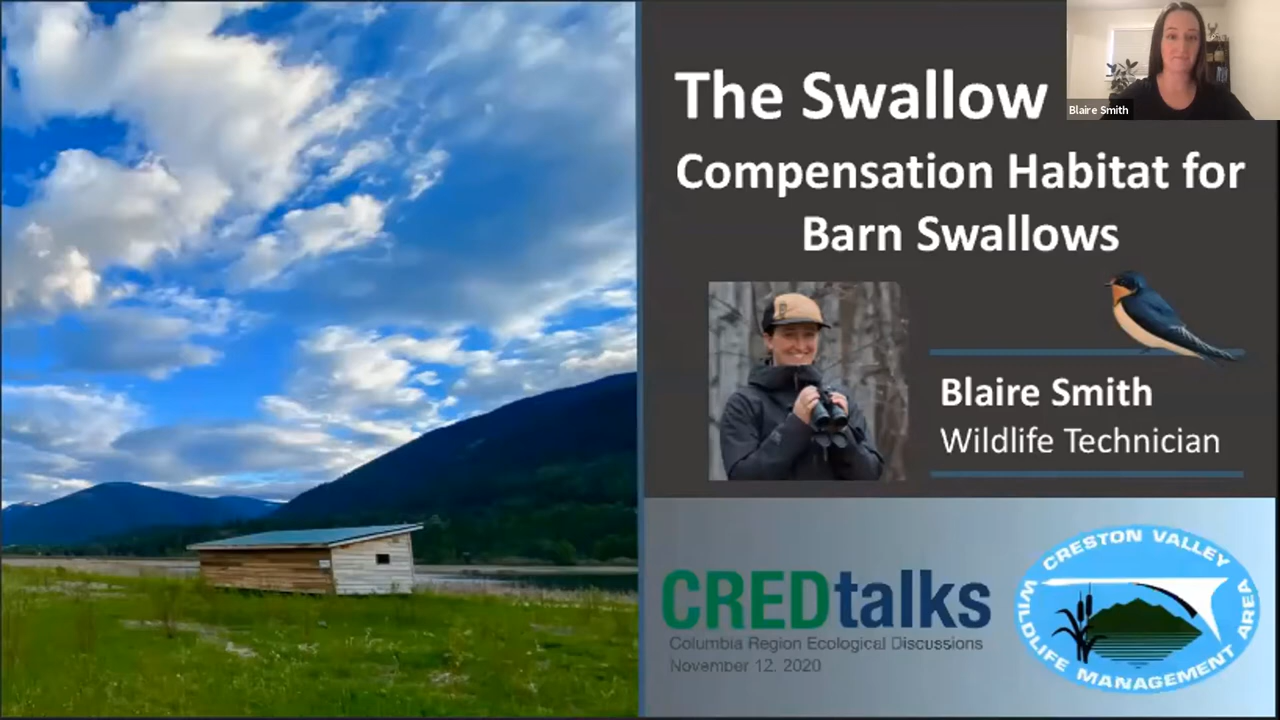 The Swallow
Blaire Smith
Compensation Habitat for
Barn Swallows
Blaire Smith
Wildlife Technician
CREDtalks
Columbia Region Ecological Discussions
November 12, 2020
CRESTON VALLEY
WILDLIFE MANAGEMENT AREA